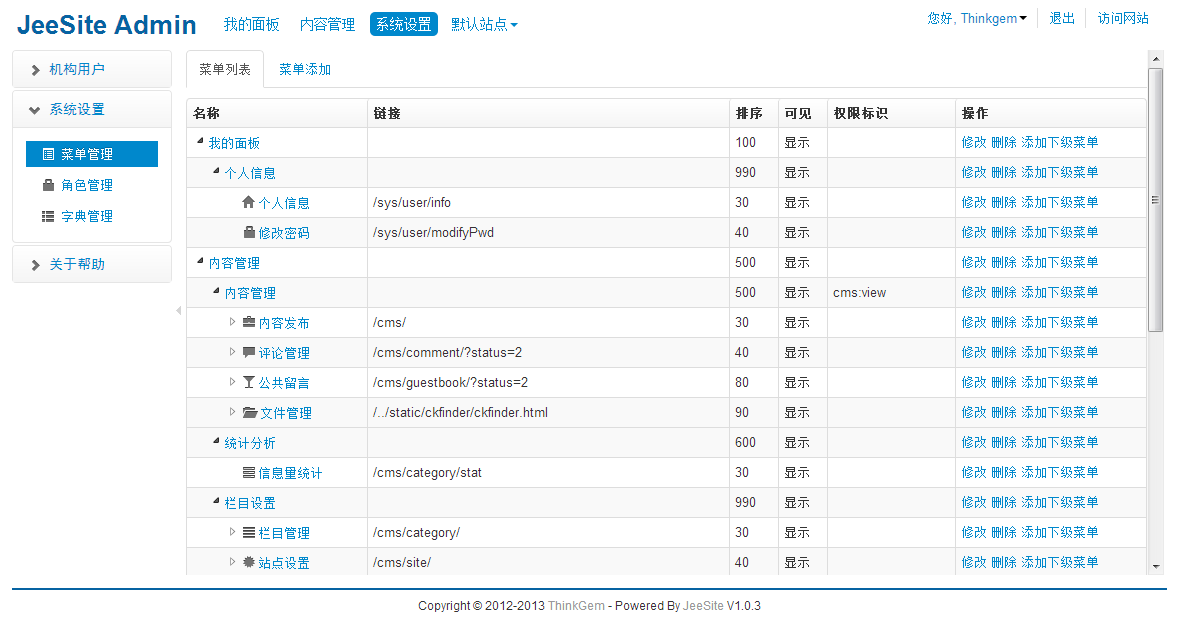 JeeSite Admin 我的面板 内容管理 系统设置 默认站点 您好, Thinkgem 退出 访问网站
机构用户
系统设置
菜单管理
角色管理
字典管理
关于帮助
菜单列表 菜单添加
名称 链接 排序 可见 权限标识 操作
我的面板 100 显示 修改 删除 添加下级菜单
个人信息 990 显示 修改 删除 添加下级菜单
个人信息 /sys/user/info 30 显示 修改 删除 添加下级菜单
修改密码 /sys/user/modifyPwd 40 显示 修改 删除 添加下级菜单
内容管理 500 显示 修改 删除 添加下级菜单
内容管理 500 显示 cms:view 修改 删除 添加下级菜单
内容发布 /cms/ 30 显示 修改 删除 添加下级菜单
评论管理 /cms/comment/?status=2 40 显示 修改 删除 添加下级菜单
公共留言 /cms/guestbook/?status=2 80 显示 修改 删除 添加下级菜单
文件管理 /../static/ckfinder/ckfinder.html 90 显示 修改 删除 添加下级菜单
统计分析 600 显示 修改 删除 添加下级菜单
信息量统计 /cms/category/stat 30 显示 修改 删除 添加下级菜单
栏目设置 990 显示 修改 删除 添加下级菜单
栏目管理 /cms/category/ 30 显示 修改 删除 添加下级菜单
站点设置 /cms/site/ 40 显示 修改 删除 添加下级菜单
Copyright © 2012-2013 ThinkGem - Powered By JeeSite V1.0.3